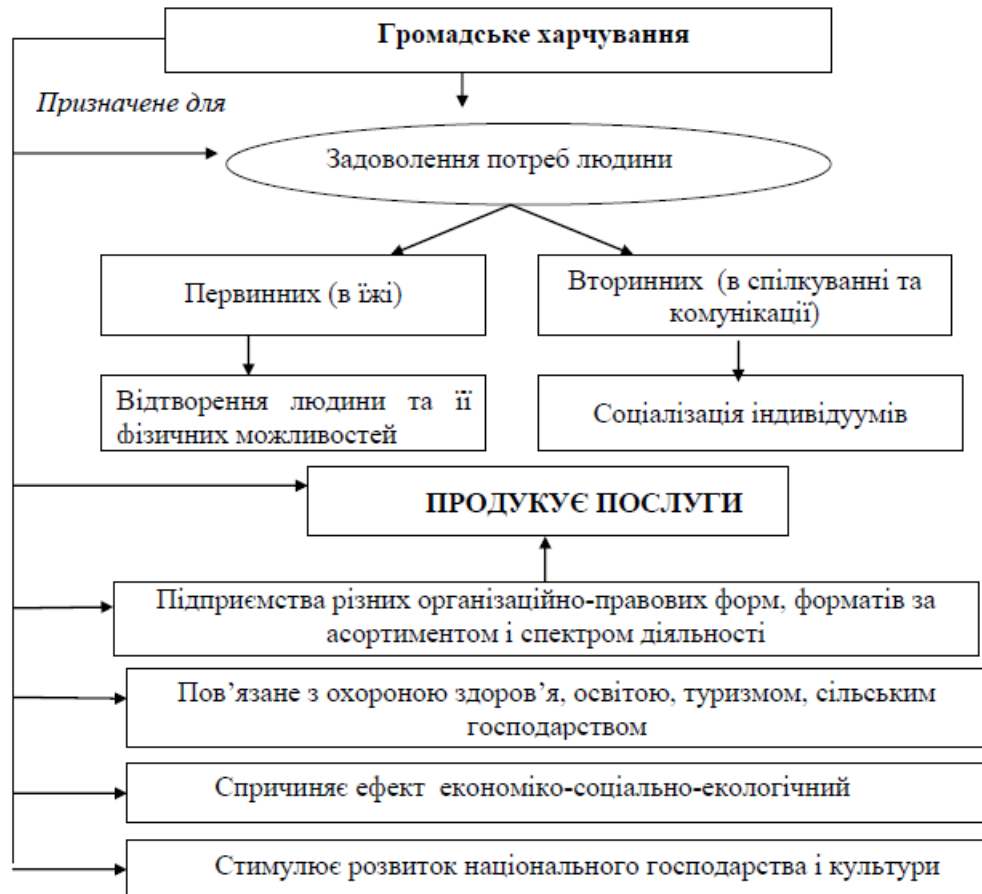 Громадське харчування
Призначене для
Задоволення потреб людини
Первинних (в їжі)
Вторинних (в спілкуванні та
комунікації)
Відтворення людини та її
фізичних можливостей
Соціалізація індивідуумів
ПРОДУКУЄ ПОСЛУГИ
Підприємства різних організаційно-правових форм, форматів за
асортиментом і спектром діяльності
Пов’язане з охороною здоров’я, освітою, туризмом, сільським
господарством
Спричиняє ефект економіко-соціально-екологічний
Стимулює розвиток національного господарства і культури